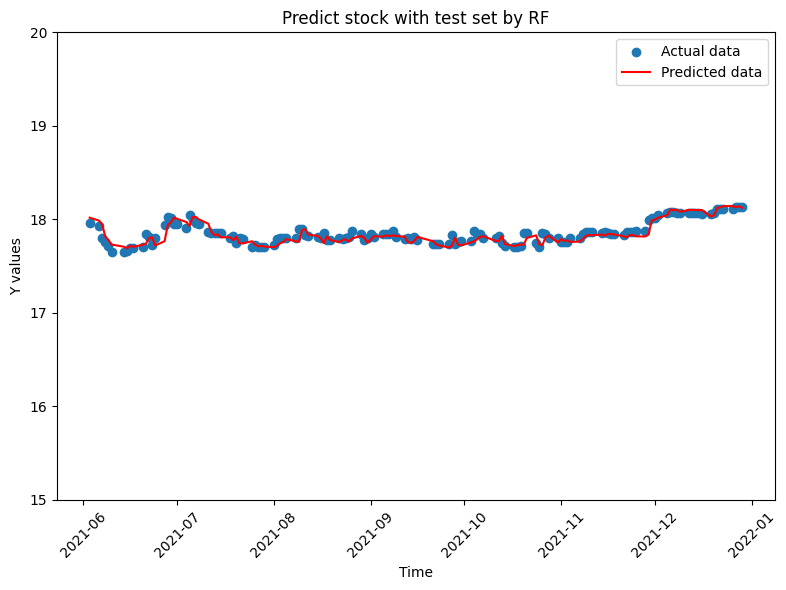 Predict stock with test set by RF
Actual data
Predicted data
Y values
20
19
18
17
16
15
2021-06
2021-07
2021-08
2021-09
2021-10
2021-11
2021-12
2022-01
Time